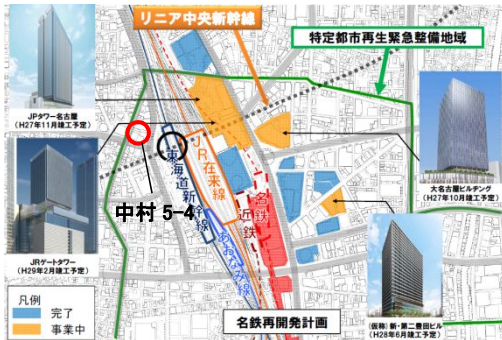 リニア中央新幹線
特定都市再生緊急整備地域
JPタワー名古屋
(H27年11月竣工予定)
大名古屋ビルヂング
(H27年10月竣工予定)
中村 5-4
東海道新幹線
JR在来線
あおなみ線
近鉄
名鉄
JRゲートタワー
(H29年2月竣工予定)
凡例
完了
事業中
名鉄再開発計画
(仮称)新・第二豊田ビル
(H28年6月竣工予定)